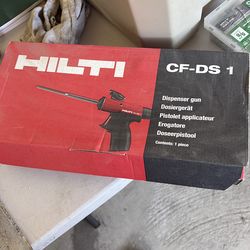 HILTI
CF-DS 1
Dispenser gun
Dosiergerät
Pistolet applicateur
Erogatore
Doseerpistool
Contents: 1 piece